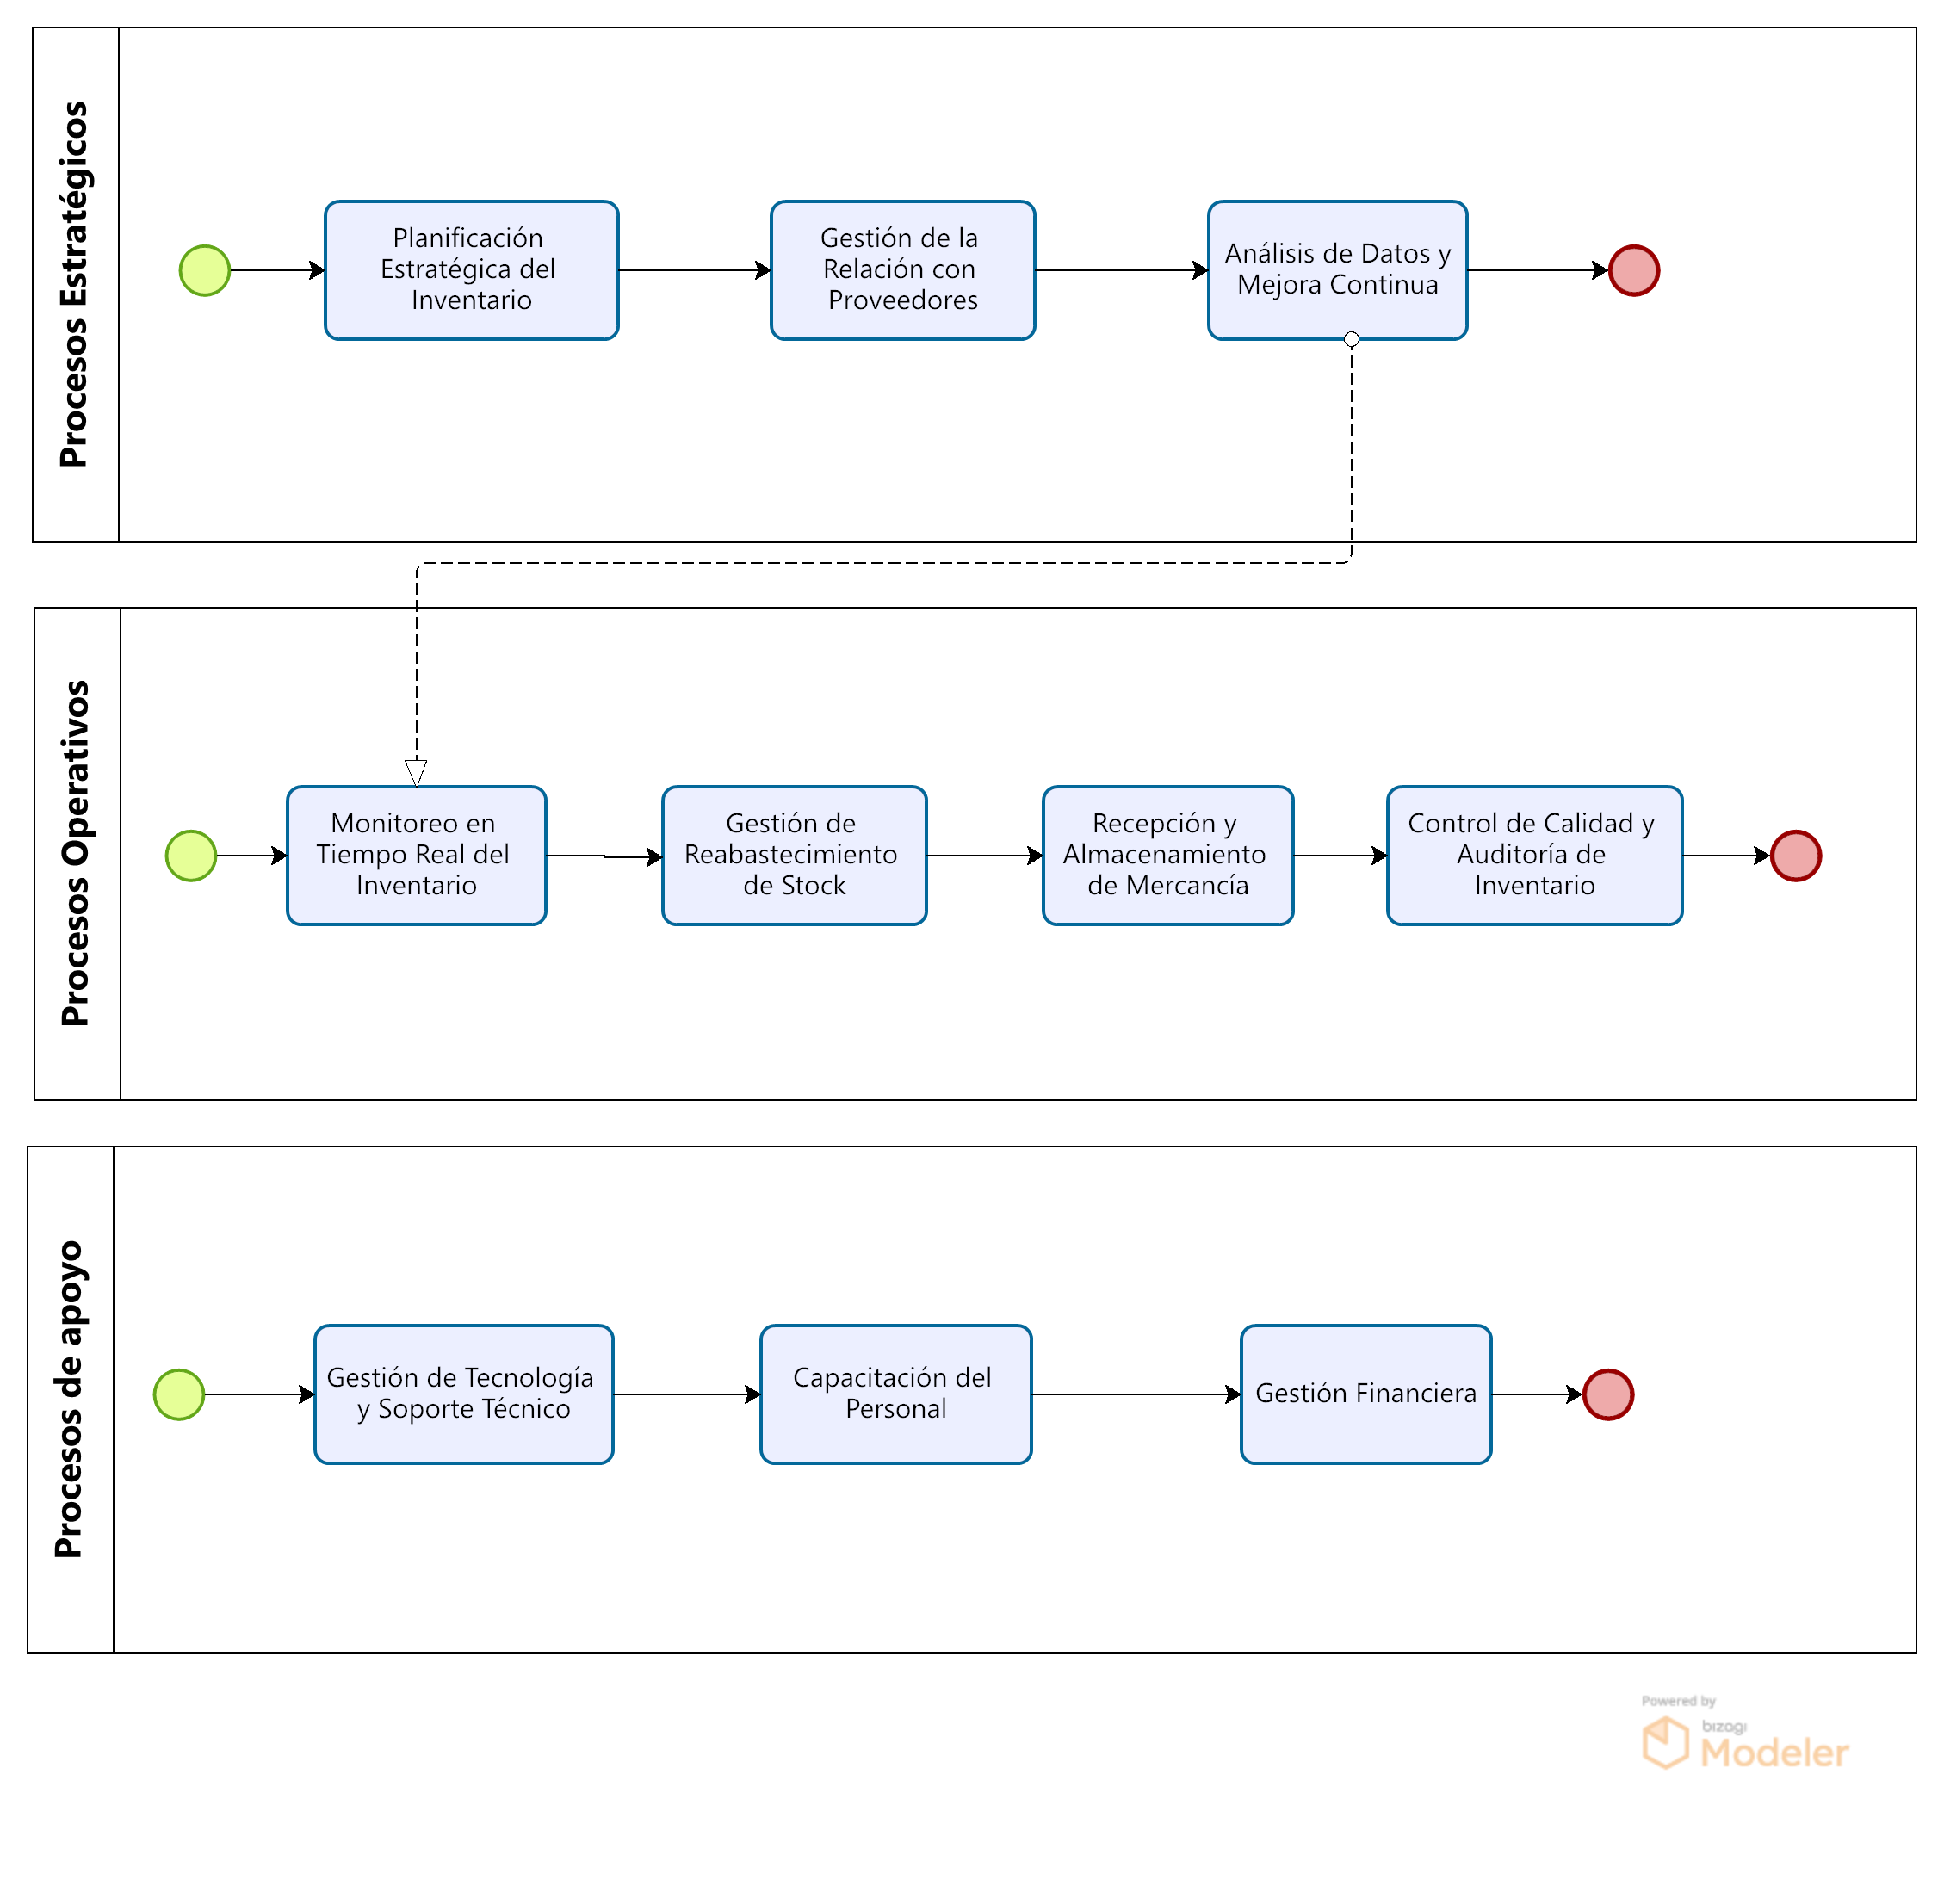 Procesos Estratégicos
Planificación
Estratégica del
Inventario
Gestión de la
Relación con
Proveedores
Análisis de Datos y
Mejora Continua
Procesos Operativos
Monitoreo en
Tiempo Real del
Inventario
Gestión de
Reabastecimiento
de Stock
Recepción y
Almacenamiento
de Mercancía
Control de Calidad y
Auditoría de
Inventario
Procesos de apoyo
Gestión de Tecnología
y Soporte Técnico
Capacitación del
Personal
Gestión Financiera
Powered by
bizagi
Modeler